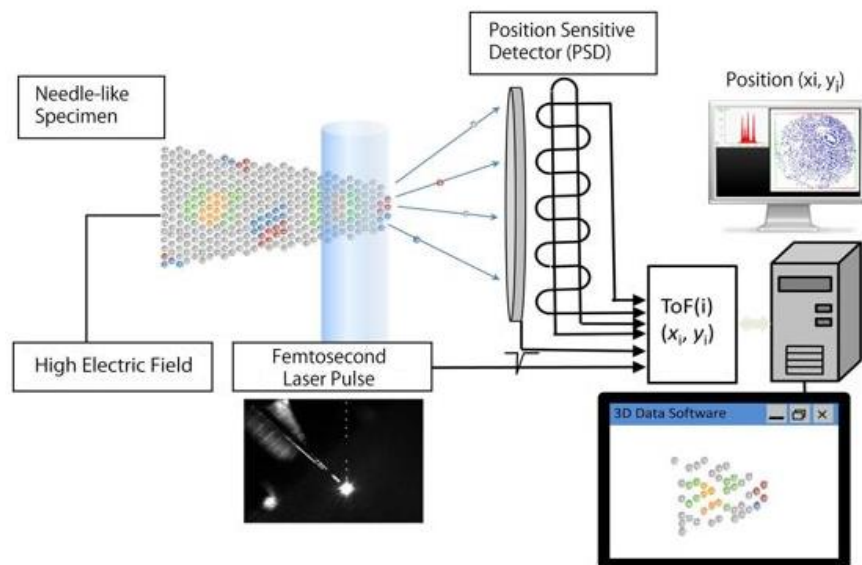 Position Sensitive
Detector (PSD)
Needle-like
Specimen
Position (xi, yᵢ)
ToF(i)
(xᵢ, yᵢ)
High Electric Field
Femtosecond
Laser Pulse
3D Data Software